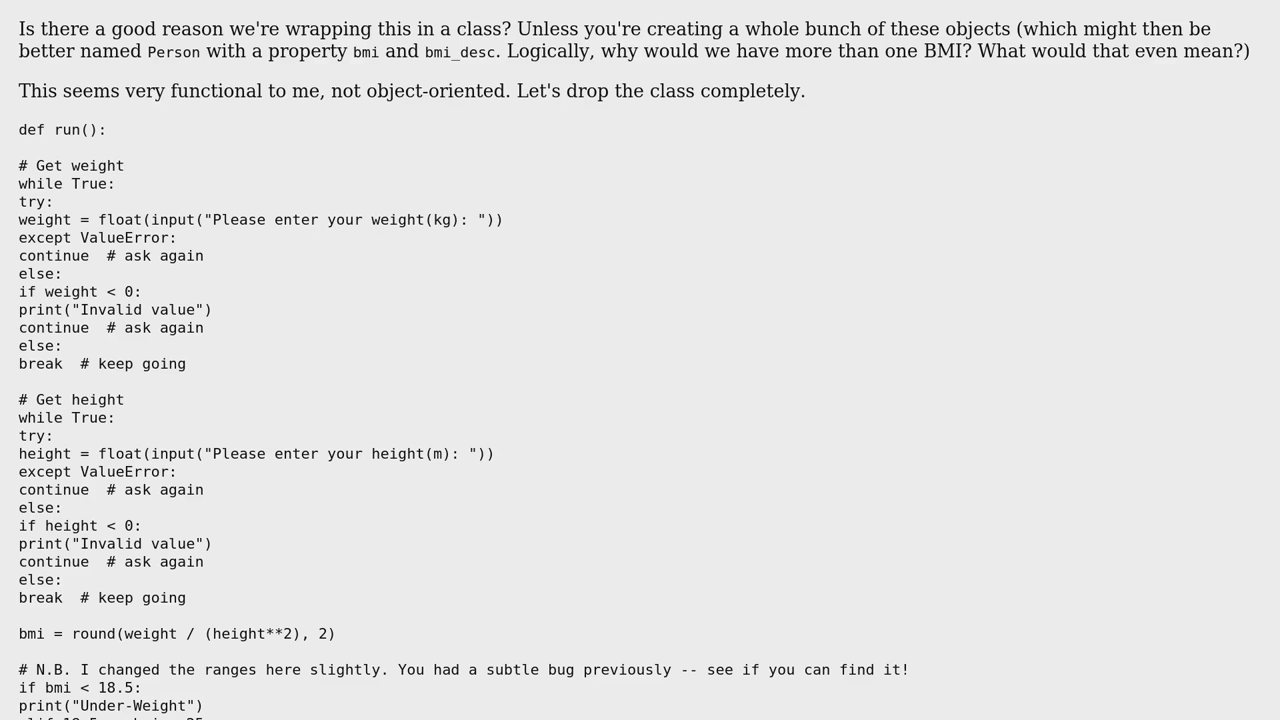 Is there a good reason we're wrapping this in a class? Unless you're creating a whole bunch of these objects (which might then be
better named Person with a property bmi and bmi_desc. Logically, why would we have more than one BMI? What would that even mean?)
This seems very functional to me, not object-oriented. Let's drop the class completely.
def run():
# Get weight
while True:
try:
weight = float(input("Please enter your weight(kg): "))
except ValueError:
continue  # ask again
else:
if weight < 0:
print("Invalid value")
continue  # ask again
else:
break  # keep going
# Get height
while True:
try:
height = float(input("Please enter your height(m): "))
except ValueError:
continue  # ask again
else:
if height < 0:
print("Invalid value")
continue  # ask again
else:
break  # keep going
bmi = round(weight / (height**2), 2)
# N.B. I changed the ranges here slightly. You had a subtle bug previously -- see if you can find it!
if bmi < 18.5:
print("Under-Weight")